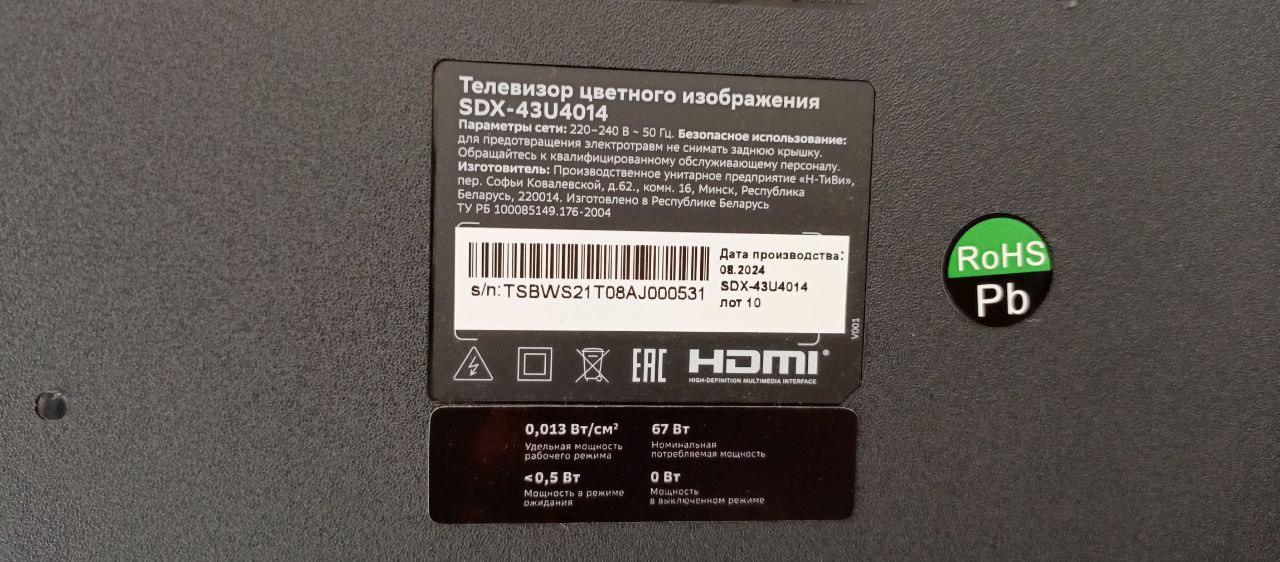 Телевизор цветного изображения
SDX-43U4014
Параметры сети: 220-240 В ~ 50 Гц. Безопасное использование:
для предотвращения электротравм не снимать заднюю крышку.
Обращайтесь к квалифицированному обслуживающему персоналу.
Изготовитель: Производственное унитарное предприятие «Н-ТиВи»,
пер. Софьи Ковалевской, д.62., комн. 16, Минск, Республика
Беларусь, 220014. Изготовлено в Республике Беларусь
ТУ РБ 100085149.176-2004
s/n: TSBWS21T08AJ000531
Дата производства:
08.2024
SDX-43U4014
лот 10
V001
EAC
HDMI
HIGH-DEFINITION MULTIMEDIA INTERFACE
RoHS
Pb
0,013 Вт/см²
Удельная мощность
рабочего режима
67 Вт
Номинальная
потребляемая мощность
<0,5 Вт
Мощность в режиме
ожидания
0 Вт
Мощность
в выключенном режиме